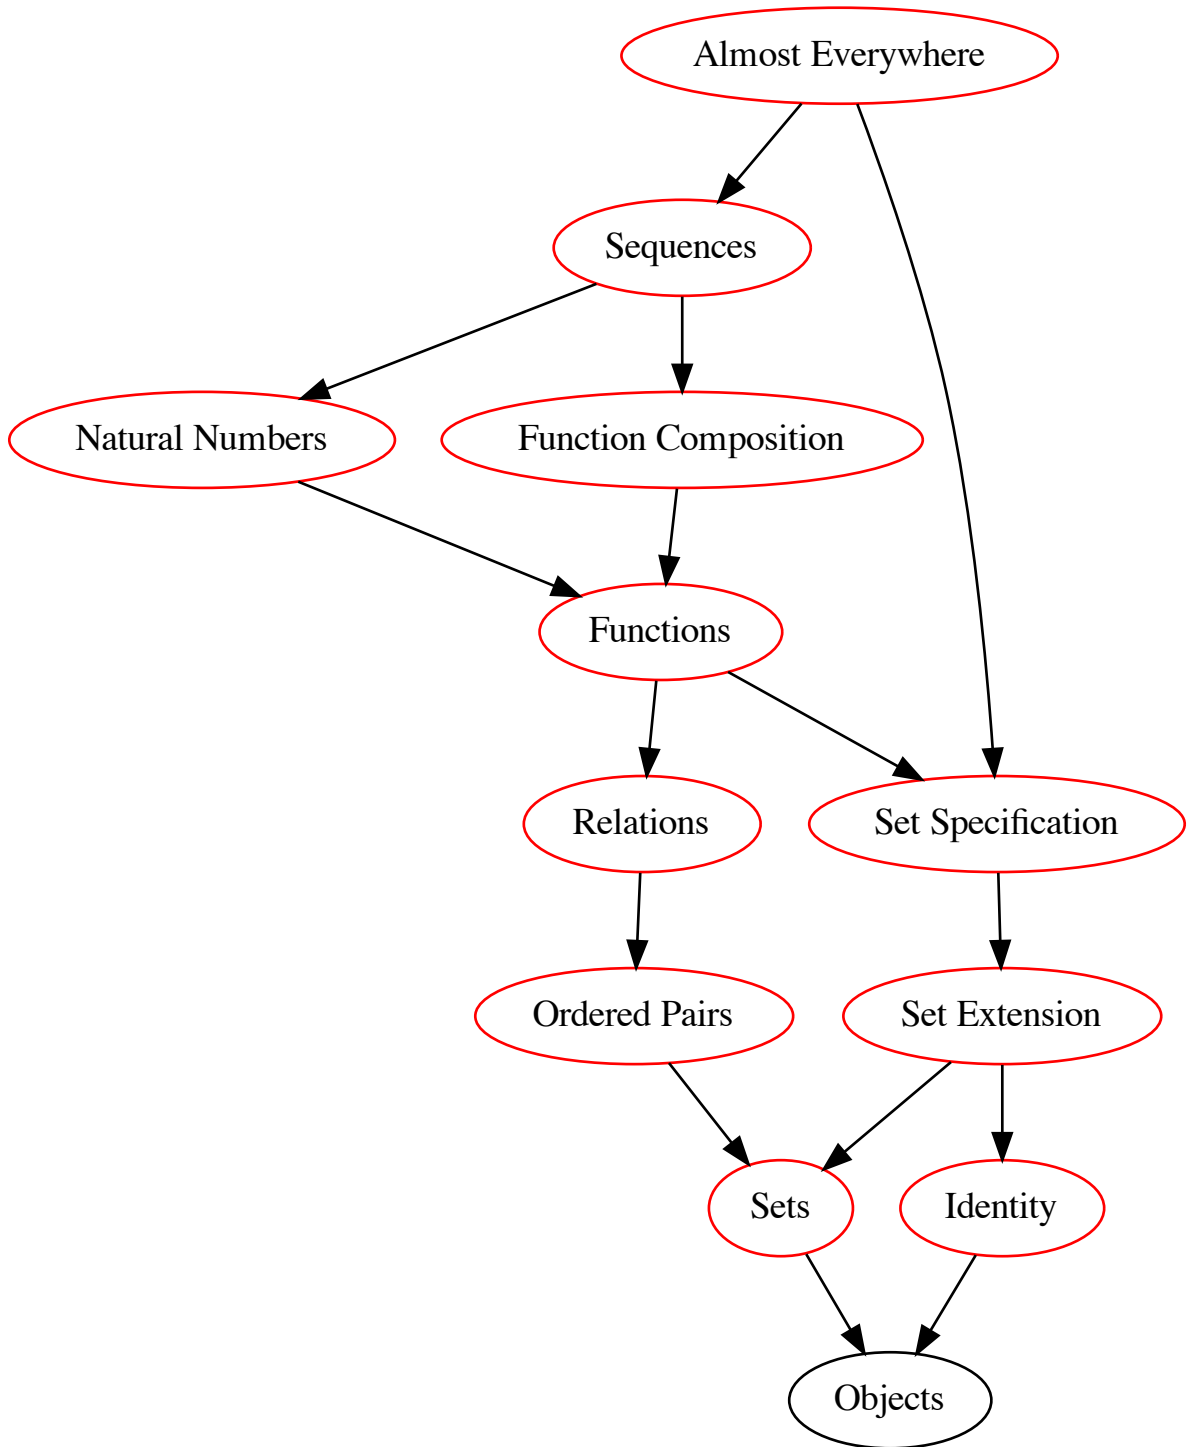 Almost Everywhere
Sequences
Natural Numbers
Function Composition
Functions
Relations
Set Specification
Ordered Pairs
Set Extension
Sets
Identity
Objects